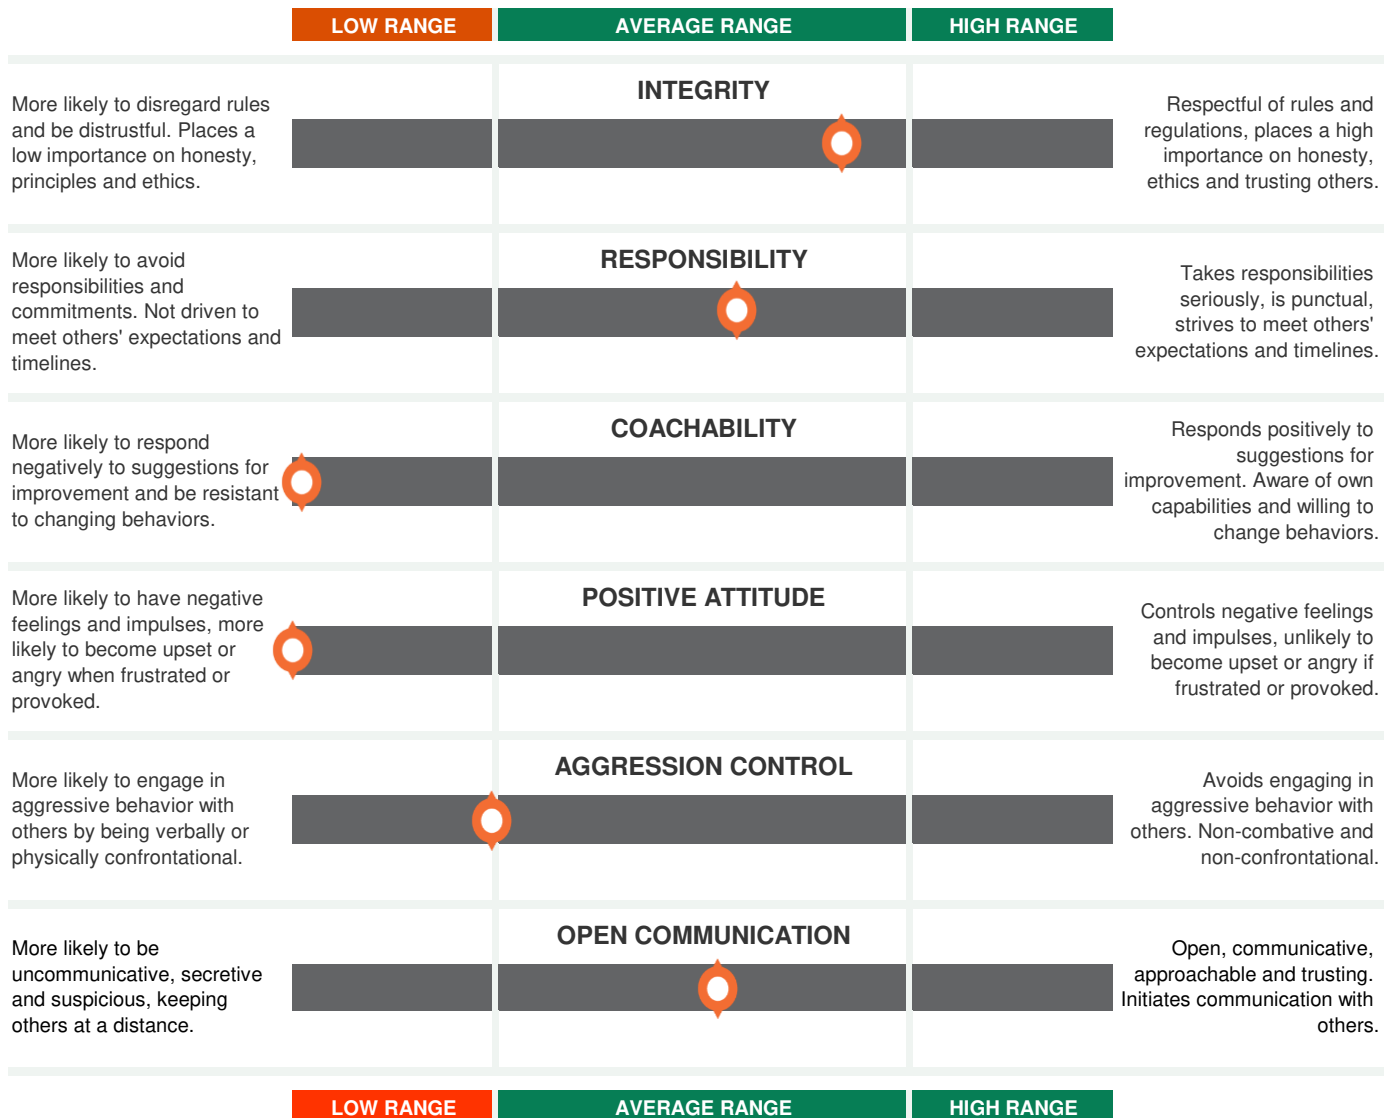 LOW RANGE AVERAGE RANGE HIGH RANGE
INTEGRITY
More likely to disregard rules
and be distrustful. Places a
low importance on honesty,
principles and ethics.
Respectful of rules and
regulations, places a high
importance on honesty,
ethics and trusting others.
RESPONSIBILITY
More likely to avoid
responsibilities and
commitments. Not driven to
meet others' expectations and
timelines.
Takes responsibilities
seriously, is punctual,
strives to meet others'
expectations and timelines.
COACHABILITY
More likely to respond
negatively to suggestions for
improvement and be resistant
to changing behaviors.
Responds positively to
suggestions for
improvement. Aware of own
capabilities and willing to
change behaviors.
POSITIVE ATTITUDE
More likely to have negative
feelings and impulses, more
likely to become upset or
angry when frustrated or
provoked.
Controls negative feelings
and impulses, unlikely to
become upset or angry if
frustrated or provoked.
AGGRESSION CONTROL
More likely to engage in
aggressive behavior with
others by being verbally or
physically confrontational.
Avoids engaging in
aggressive behavior with
others. Non-combative and
non-confrontational.
OPEN COMMUNICATION
More likely to be
uncommunicative, secretive
and suspicious, keeping
others at a distance.
Open, communicative,
approachable and trusting.
Initiates communication with
others.
LOW RANGE AVERAGE RANGE HIGH RANGE